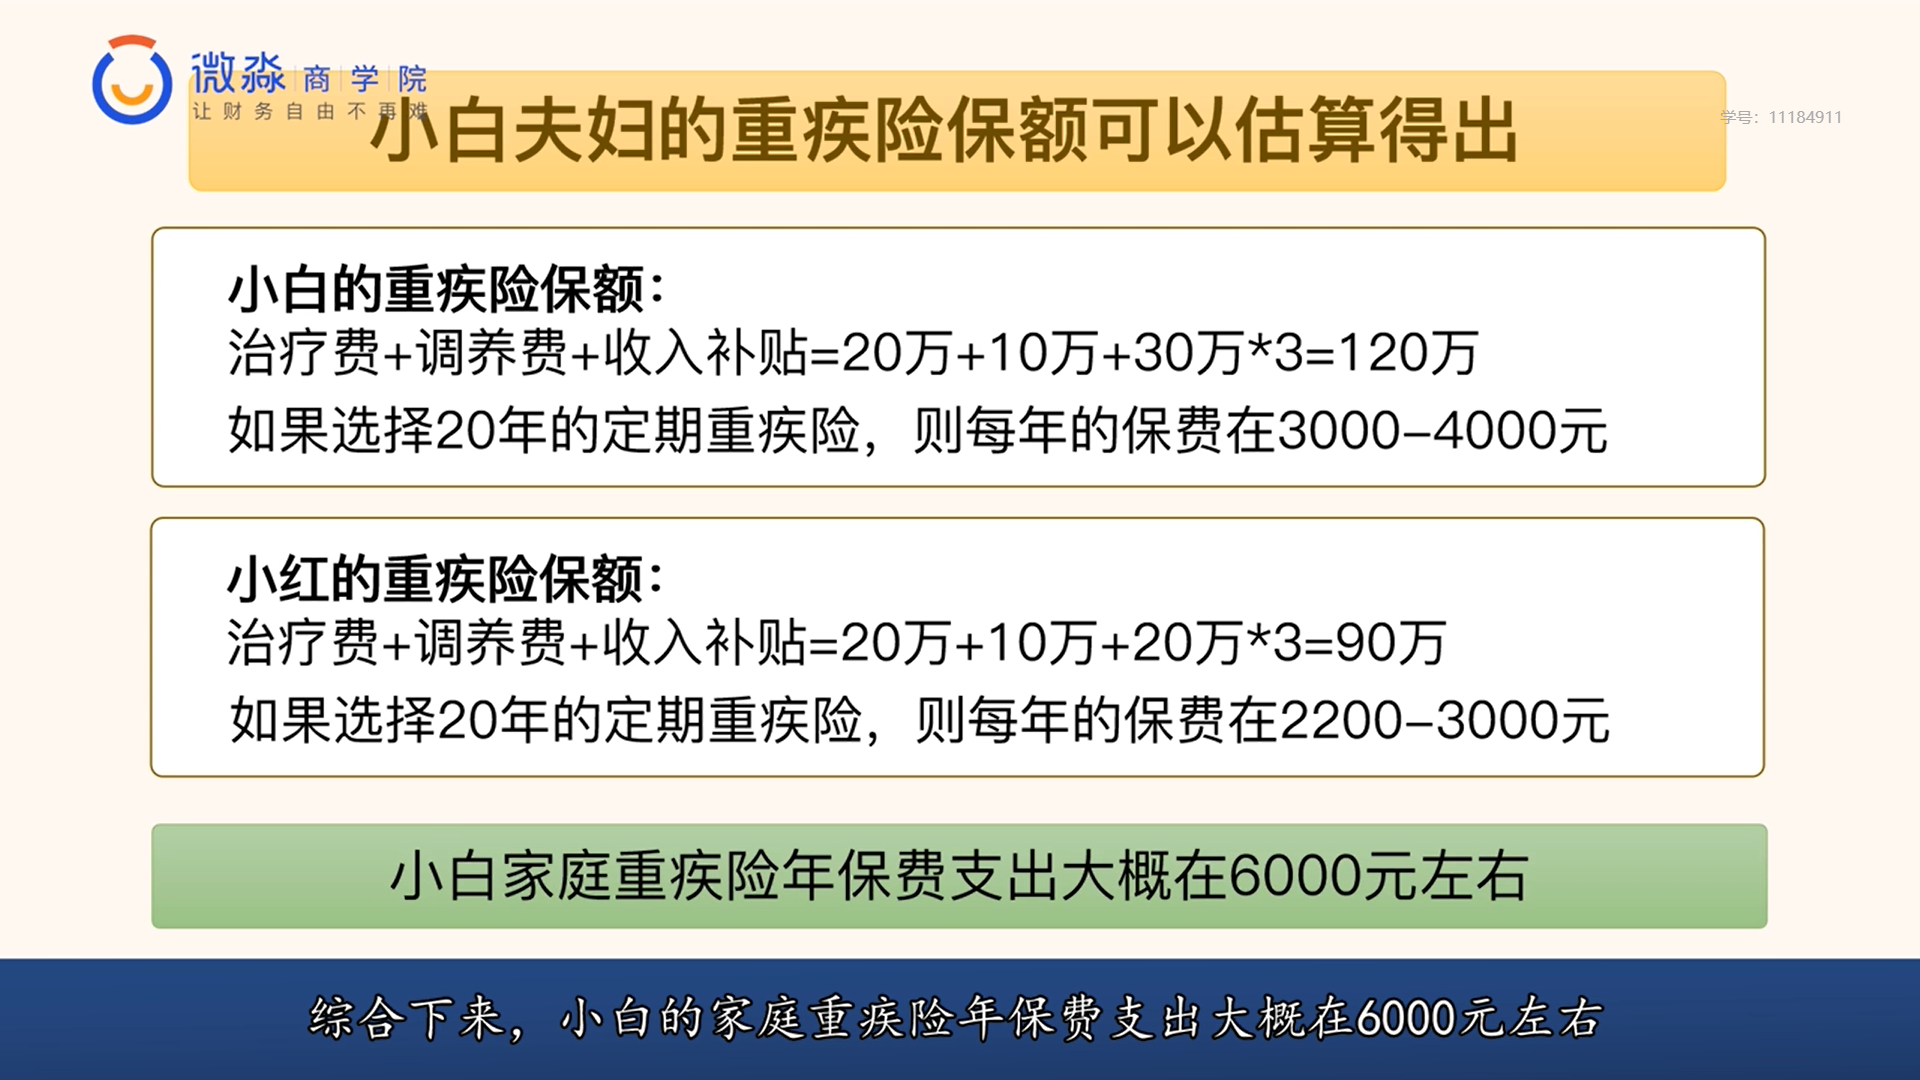 微淼 商学院
让财务自由不再难
小白夫妇的重疾险保额可以估算得出
学号：11184911
小白的重疾险保额：
治疗费+调养费+收入补贴=20万+10万+30万*3=120万
如果选择20年的定期重疾险，则每年的保费在3000-4000元
小红的重疾险保额：
治疗费+调养费+收入补贴=20万+10万+20万*3=90万
如果选择20年的定期重疾险，则每年的保费在2200-3000元
小白家庭重疾险年保费支出大概在6000元左右
综合下来，小白的家庭重疾险年保费支出大概在6000元左右